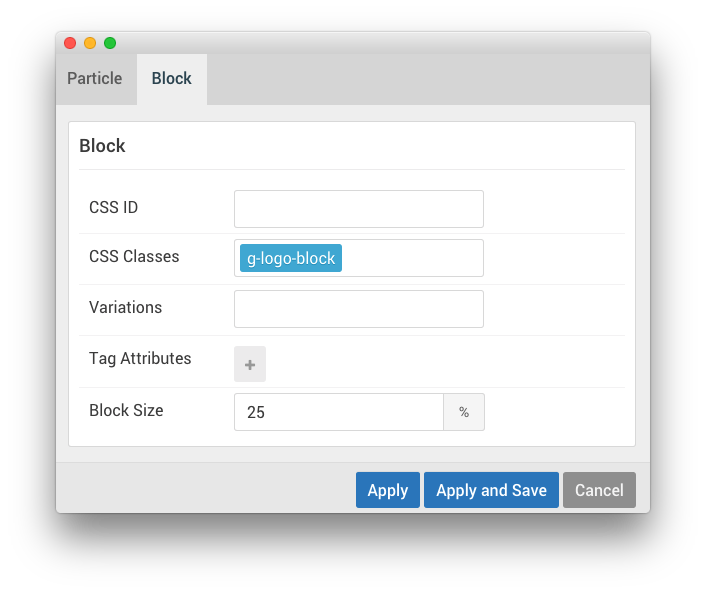 Particle Block
Block
CSS ID
CSS Classes g-logo-block
Variations
Tag Attributes +
Block Size 25 %
Apply Apply and Save Cancel